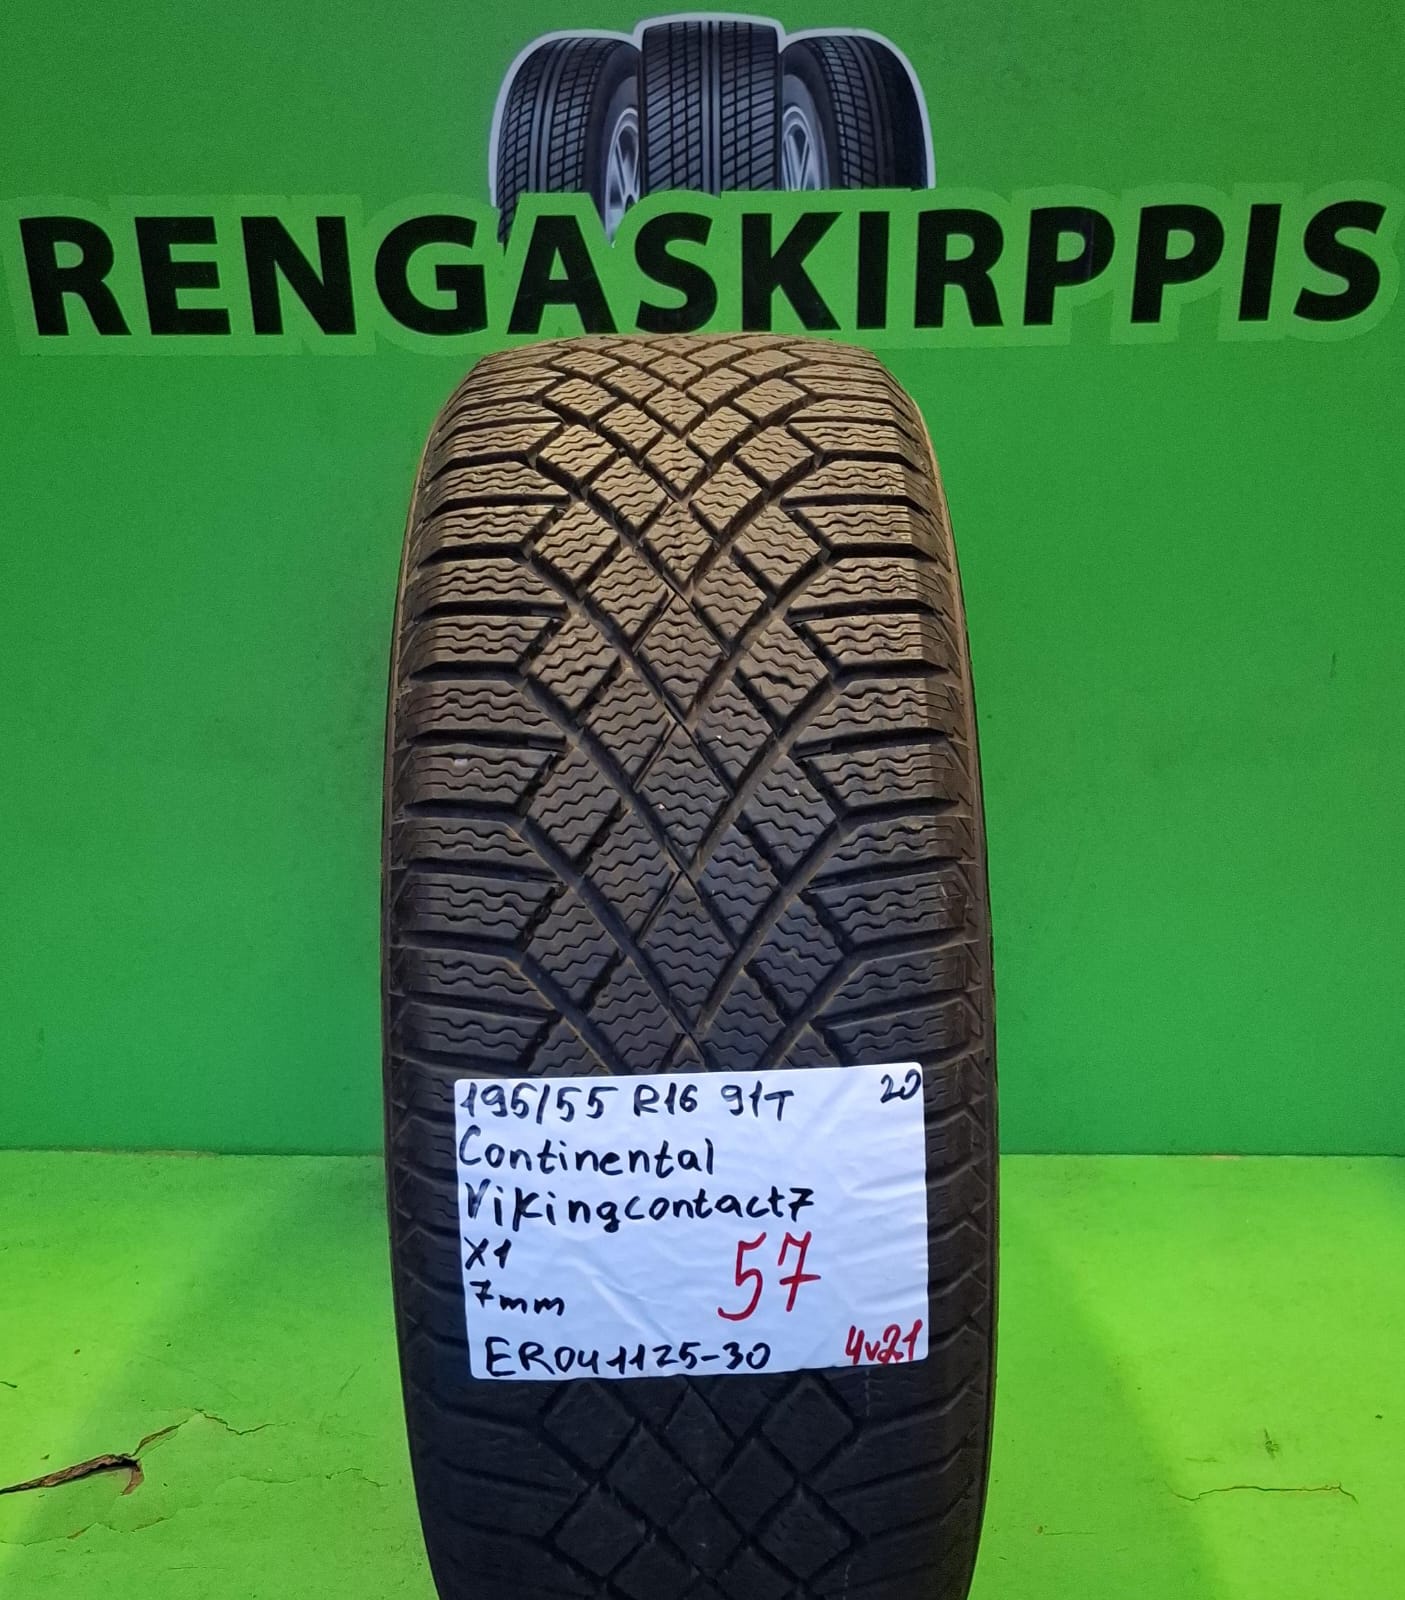 RENGASKIRPPIS
195/55 R16 91T 20
Continental
Vikingcontact7
X1
7mm 57
ER041125-30 4v21